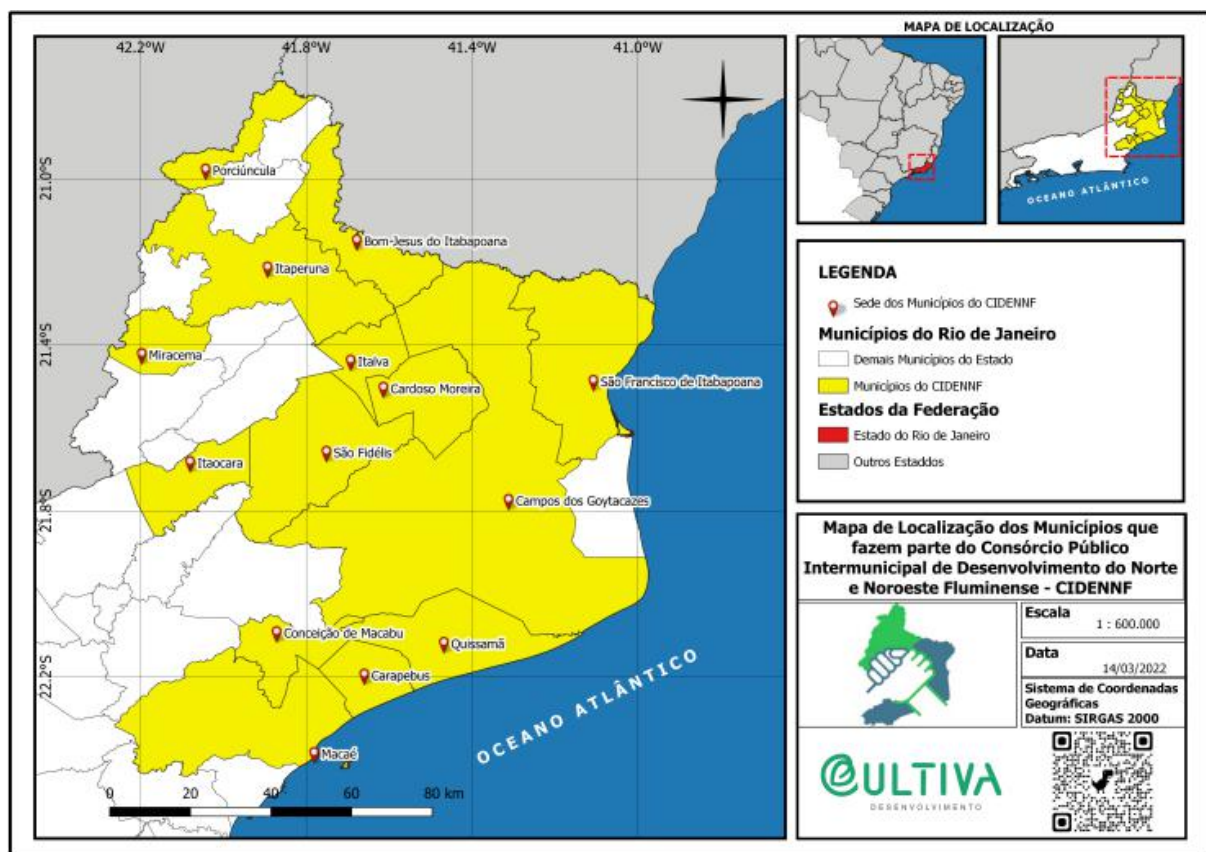 MAPA DE LOCALIZAÇÃO
42.2°W
41.8°W
41.4°W
41.0°W
21.0°S
21.4°S
21.8°S
22.2°S
Porciúncula
Bom-Jesus do Itabapoana
Itaperuna
Miracema
Italva
Cardoso Moreira
São Francisco de Itabapoana
São Fidélis
Itaocara
Campos dos Goytacazes
Conceição de Macabu
Quissamã
Carapebus
Macaé
OCEANO ATLÂNTICO
0 20 40 60 80 km
OCEANO ATLÂNTICO
LEGENDA
Sede dos Municípios do CIDENNF
Municípios do Rio de Janeiro
Demais Municípios do Estado
Municípios do CIDENNF
Estados da Federação
Estado do Rio de Janeiro
Outros Estaddos
Mapa de Localização dos Municípios que
fazem parte do Consórcio Público
Intermunicipal de Desenvolvimento do Norte
e Noroeste Fluminense - CIDENNF
Escala
1 : 600.000
Data
14/03/2022
Sistema de Coordenadas
Geográficas
Datum: SIRGAS 2000
CULTIVA
DESENVOLVIMENTO